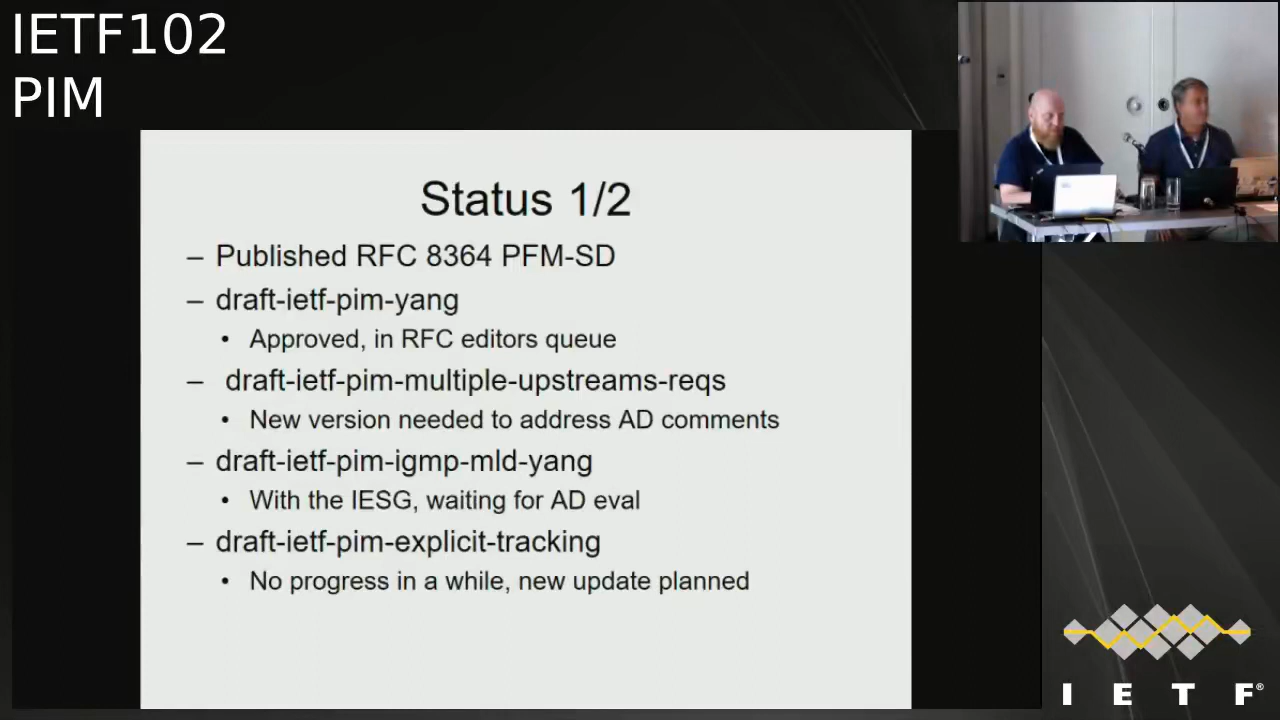 IETF102
PIM
Status 1/2
– Published RFC 8364 PFM-SD
– draft-ietf-pim-yang
• Approved, in RFC editors queue
– draft-ietf-pim-multiple-upstreams-reqs
• New version needed to address AD comments
– draft-ietf-pim-igmp-mld-yang
• With the IESG, waiting for AD eval
– draft-ietf-pim-explicit-tracking
• No progress in a while, new update planned
I E T F®